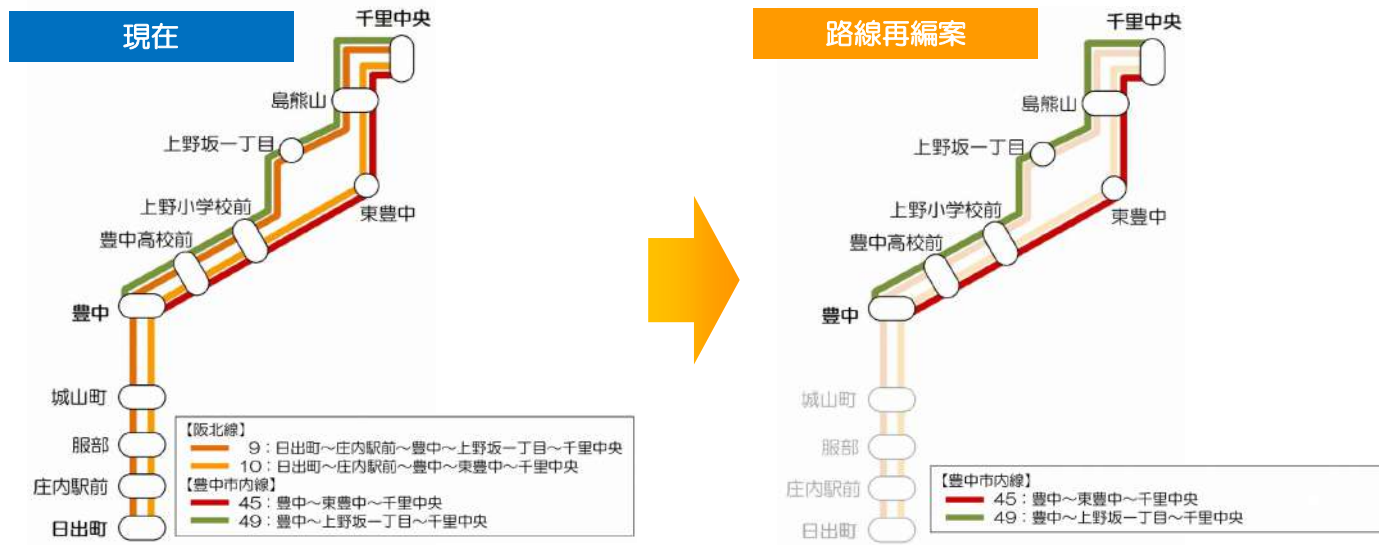 現在
千里中央
島熊山
上野坂一丁目
上野小学校前
東豊中
豊中高校前
豊中
城山町
服部
庄内駅前
日出町
【阪北線】
9：日出町～庄内駅前～豊中～上野坂一丁目～千里中央
10：日出町～庄内駅前～豊中～東豊中～千里中央
【豊中市内線】
45：豊中～東豊中～千里中央
49：豊中～上野坂一丁目～千里中央
路線再編案
千里中央
島熊山
上野坂一丁目
上野小学校前
東豊中
豊中高校前
豊中
城山町
服部
庄内駅前
日出町
【豊中市内線】
45：豊中～東豊中～千里中央
49：豊中～上野坂一丁目～千里中央